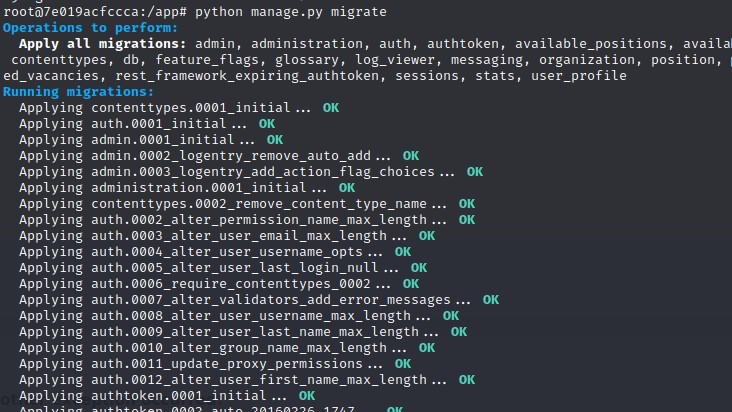 root@7e019acfccca:/app# python manage.py migrate
Operations to perform:
Apply all migrations: admin, administration, auth, authtoken, available_positions,
contenttypes, db, feature_flags, glossary, log_viewer, messaging, organization, position,
ed_vacancies, rest_framework_expiring_authtoken, sessions, stats, user_profile
Running migrations:
Applying contenttypes.0001_initial... OK
Applying auth.0001_initial... OK
Applying admin.0001_initial... OK
Applying admin.0002_logentry_remove_auto_add... OK
Applying admin.0003_logentry_add_action_flag_choices... OK
Applying administration.0001_initial... OK
Applying contenttypes.0002_remove_content_type_name... OK
Applying auth.0002_alter_permission_name_max_length... OK
Applying auth.0003_alter_user_email_max_length... OK
Applying auth.0004_alter_user_username_opts... OK
Applying auth.0005_alter_user_last_login_null... OK
Applying auth.0006_require_contenttypes_0002... OK
Applying auth.0007_alter_validators_add_error_messages... OK
Applying auth.0008_alter_user_username_max_length... OK
Applying auth.0009_alter_user_last_name_max_length... OK
Applying auth.0010_alter_group_name_max_length... OK
Applying auth.0011_update_proxy_permissions... OK
Applying auth.0012_alter_user_first_name_max_length... OK
Applying authtoken.0001_initial... OK
Applying authtoken.0002_auto_20160226_1747... OK